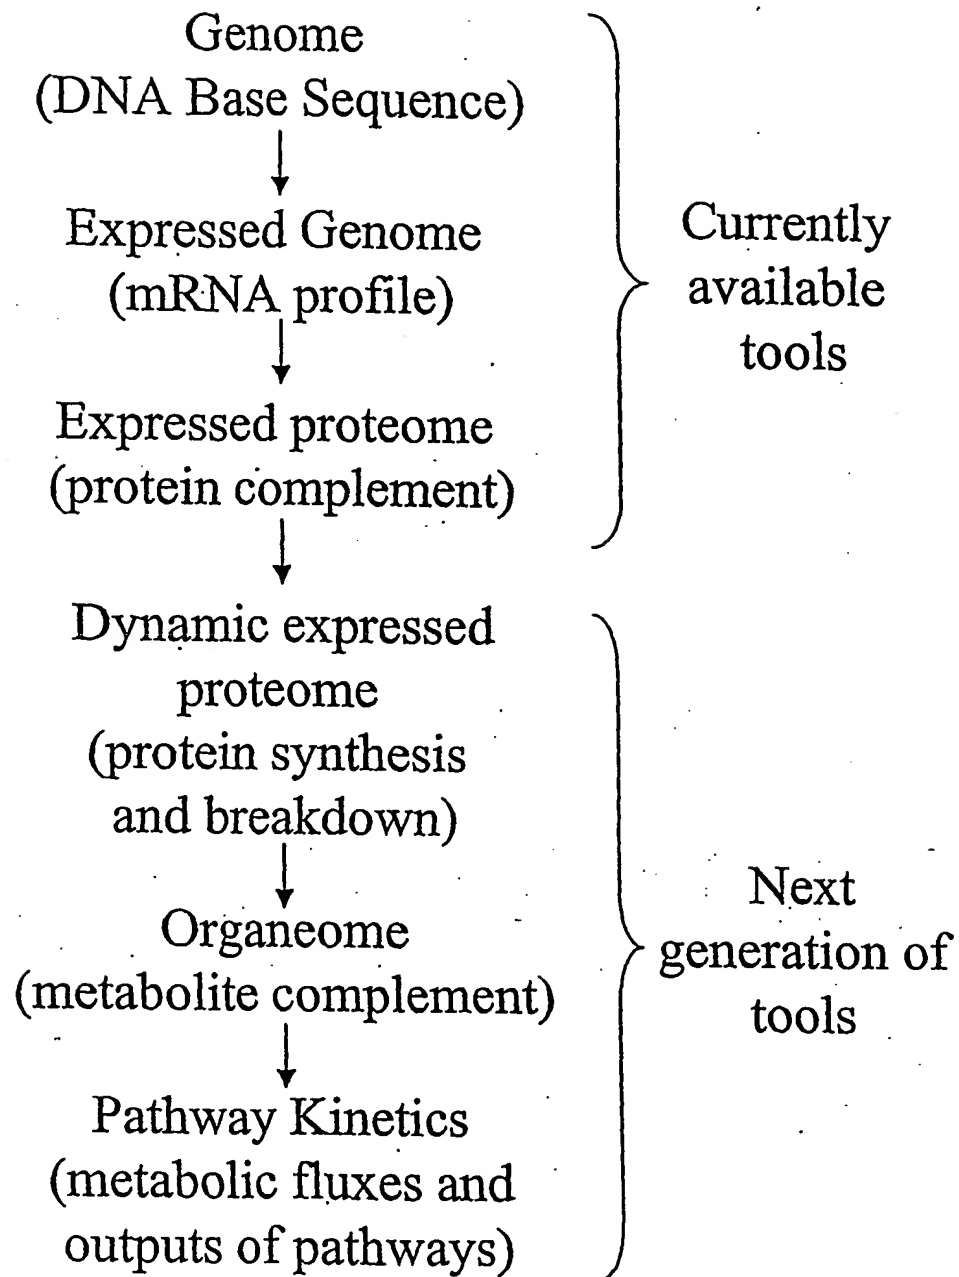 Genome
(DNA Base Sequence)
Expressed Genome
(mRNA profile)
Expressed proteome
(protein complement)
Currently
available
tools
Dynamic expressed
proteome
(protein synthesis
and breakdown)
Organeome
(metabolite complement)
Pathway Kinetics
(metabolic fluxes and
outputs of pathways)
Next
generation of
tools